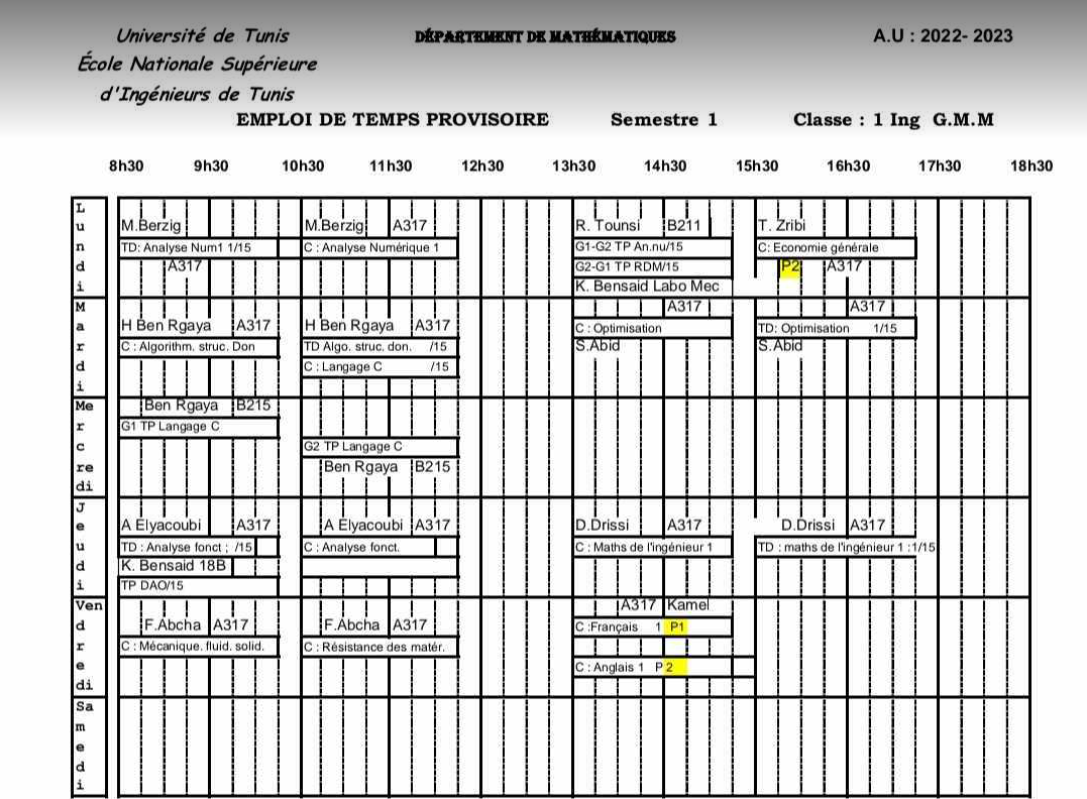 Université de Tunis
DÉPARTEMENT DE MATHÉMATIQUES
A.U : 2022- 2023
École Nationale Supérieure
d'Ingénieurs de Tunis
EMPLOI DE TEMPS PROVISOIRE Semestre 1 Classe : 1 Ing G.M.M
8h30 9h30 10h30 11h30 12h30 13h30 14h30 15h30 16h30 17h30 18h30
Lundi
M.Berzig M.Berzig A317 R. Tounsi B211 T. Zribi
TD: Analyse Num1 1/15 C : Analyse Numérique 1 G1-G2 TP An.nu/15 C: Economie générale
A317 G2-G1 TP RDM/15 P2 A317
K. Bensaid Labo Mec
Mardi
A317 A317
H Ben Rgaya A317 H Ben Rgaya A317 C : Optimisation TD: Optimisation 1/15
C : Algorithm. struc. Don TD Algo. struc. don. /15 S.Abid S.Abid
C : Langage C /15
Mercredi
Ben Rgaya B215
G1 TP Langage C
G2 TP Langage C
Ben Rgaya B215
Jeudi
A Elyacoubi A317 A Elyacoubi A317 D.Drissi A317 D.Drissi A317
TD : Analyse fonct ; /15 C : Analyse fonct. C : Maths de l'ingénieur 1 TD : maths de l'ingénieur 1 :1/15
K. Bensaid 18B
TP DAO/15
Vendredi
A317 Kamel
F.Abcha A317 F.Abcha A317 C :Français 1 P1
C : Mécanique. fluid. solid. C : Résistance des matér.
C : Anglais 1 P 2
Samedi